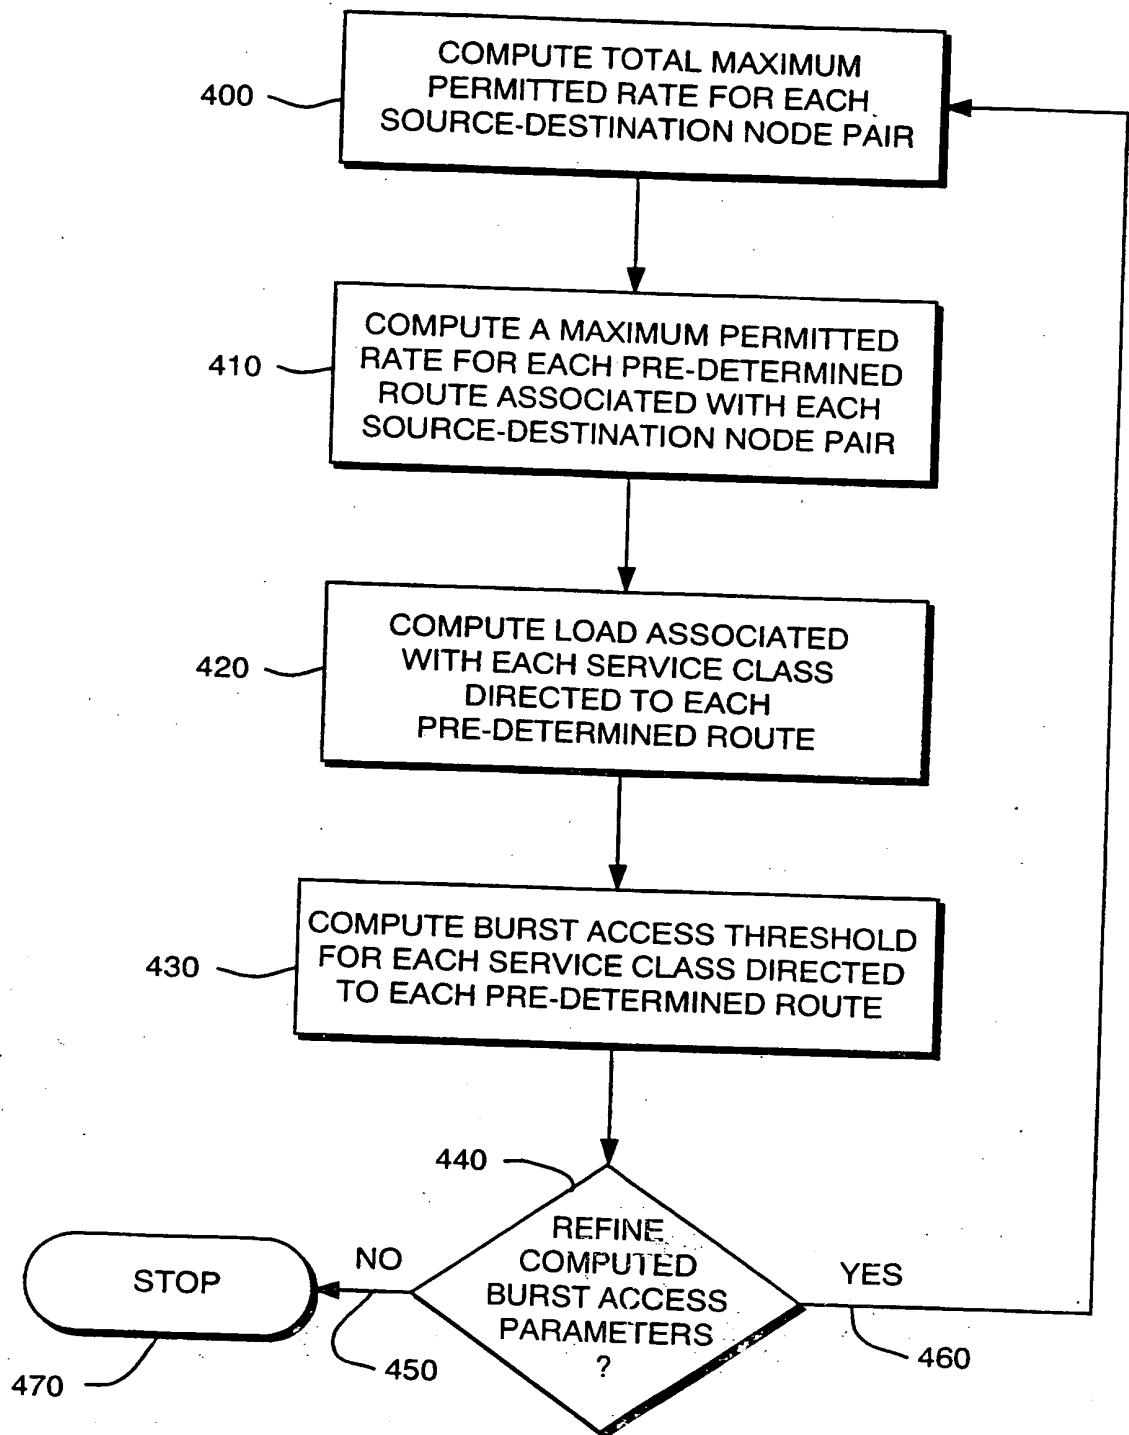 COMPUTE TOTAL MAXIMUM
PERMITTED RATE FOR EACH
SOURCE-DESTINATION NODE PAIR
400
COMPUTE A MAXIMUM PERMITTED
RATE FOR EACH PRE-DETERMINED
ROUTE ASSOCIATED WITH EACH
SOURCE-DESTINATION NODE PAIR
410
COMPUTE LOAD ASSOCIATED
WITH EACH SERVICE CLASS
DIRECTED TO EACH
PRE-DETERMINED ROUTE
420
COMPUTE BURST ACCESS THRESHOLD
FOR EACH SERVICE CLASS DIRECTED
TO EACH PRE-DETERMINED ROUTE
430
440
REFINE
COMPUTED
BURST ACCESS
PARAMETERS
?
NO
YES
STOP
450
460
470